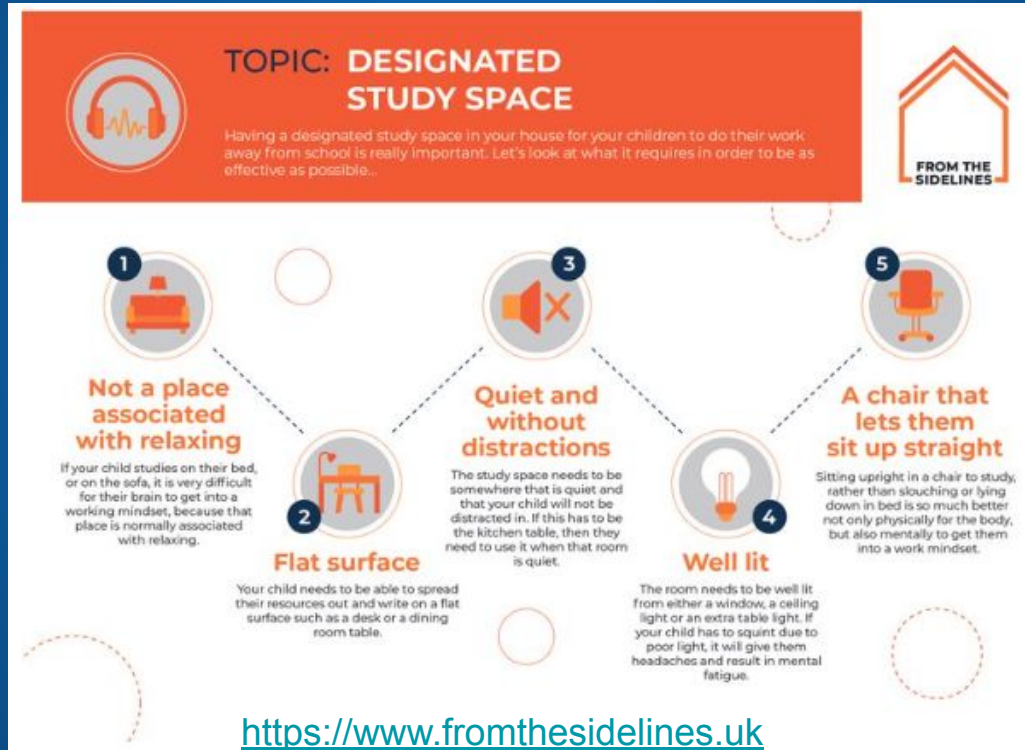 TOPIC: DESIGNATED
STUDY SPACE
Having a designated study space in your house for your children to do their work
away from school is really important. Let's look at what it requires in order to be as
effective as possible...
FROM THE
SIDELINES
1
Not a place
associated
with relaxing
If your child studies on their bed,
or on the sofa, it is very difficult
for their brain to get into a
working mindset, because that
place is normally associated
with relaxing.
2
Flat surface
Your child needs to be able to spread
their resources out and write on a flat
surface such as a desk or a dining
room table.
3
Quiet and
without
distractions
The study space needs to be
somewhere that is quiet and
that your child will not be
distracted in. If this has to be
the kitchen table, then they
need to use it when that room
is quiet.
4
Well lit
The room needs to be well lit
from either a window, a ceiling
light or an extra table light. If
your child has to squint due to
poor light, it will give them
headaches and result in mental
fatigue.
5
A chair that
lets them
sit up straight
Sitting upright in a chair to study,
rather than slouching or lying
down in bed is so much better
not only physically for the body,
but also mentally to get them
into a work mindset.
https://www.fromthesidelines.uk